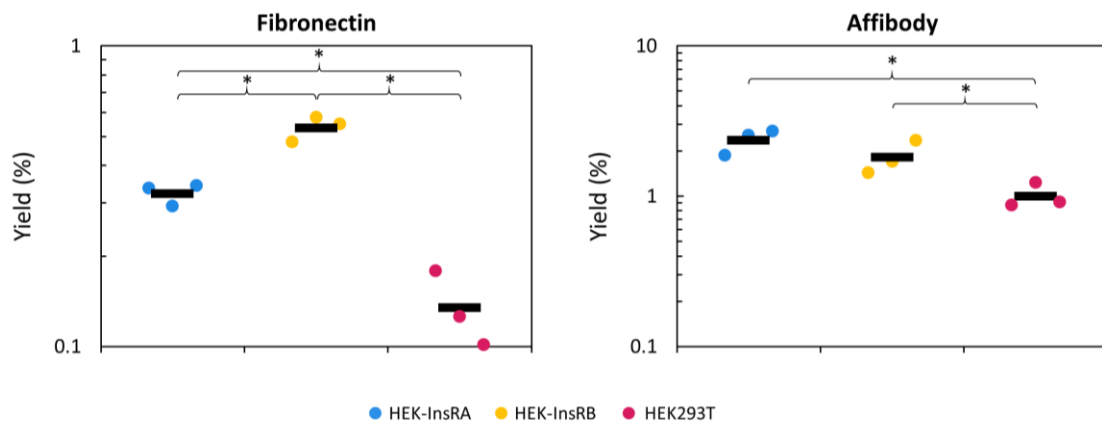 Fibronectin
Yield (%)
1
0.1
*
*
*
Affibody
Yield (%)
10
1
0.1
*
*
HEK-InsRA HEK-InsRB HEK293T